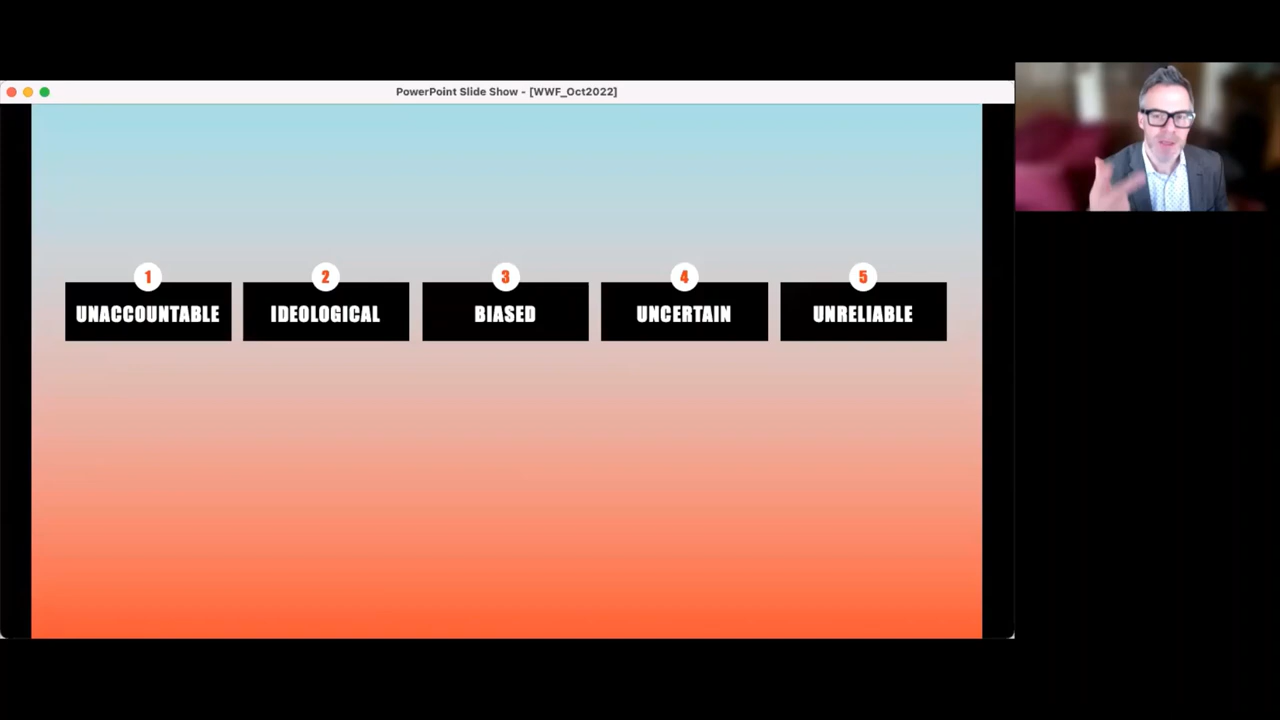 PowerPoint Slide Show - [WWF_Oct2022]
1
UNACCOUNTABLE
2
IDEOLOGICAL
3
BIASED
4
UNCERTAIN
5
UNRELIABLE